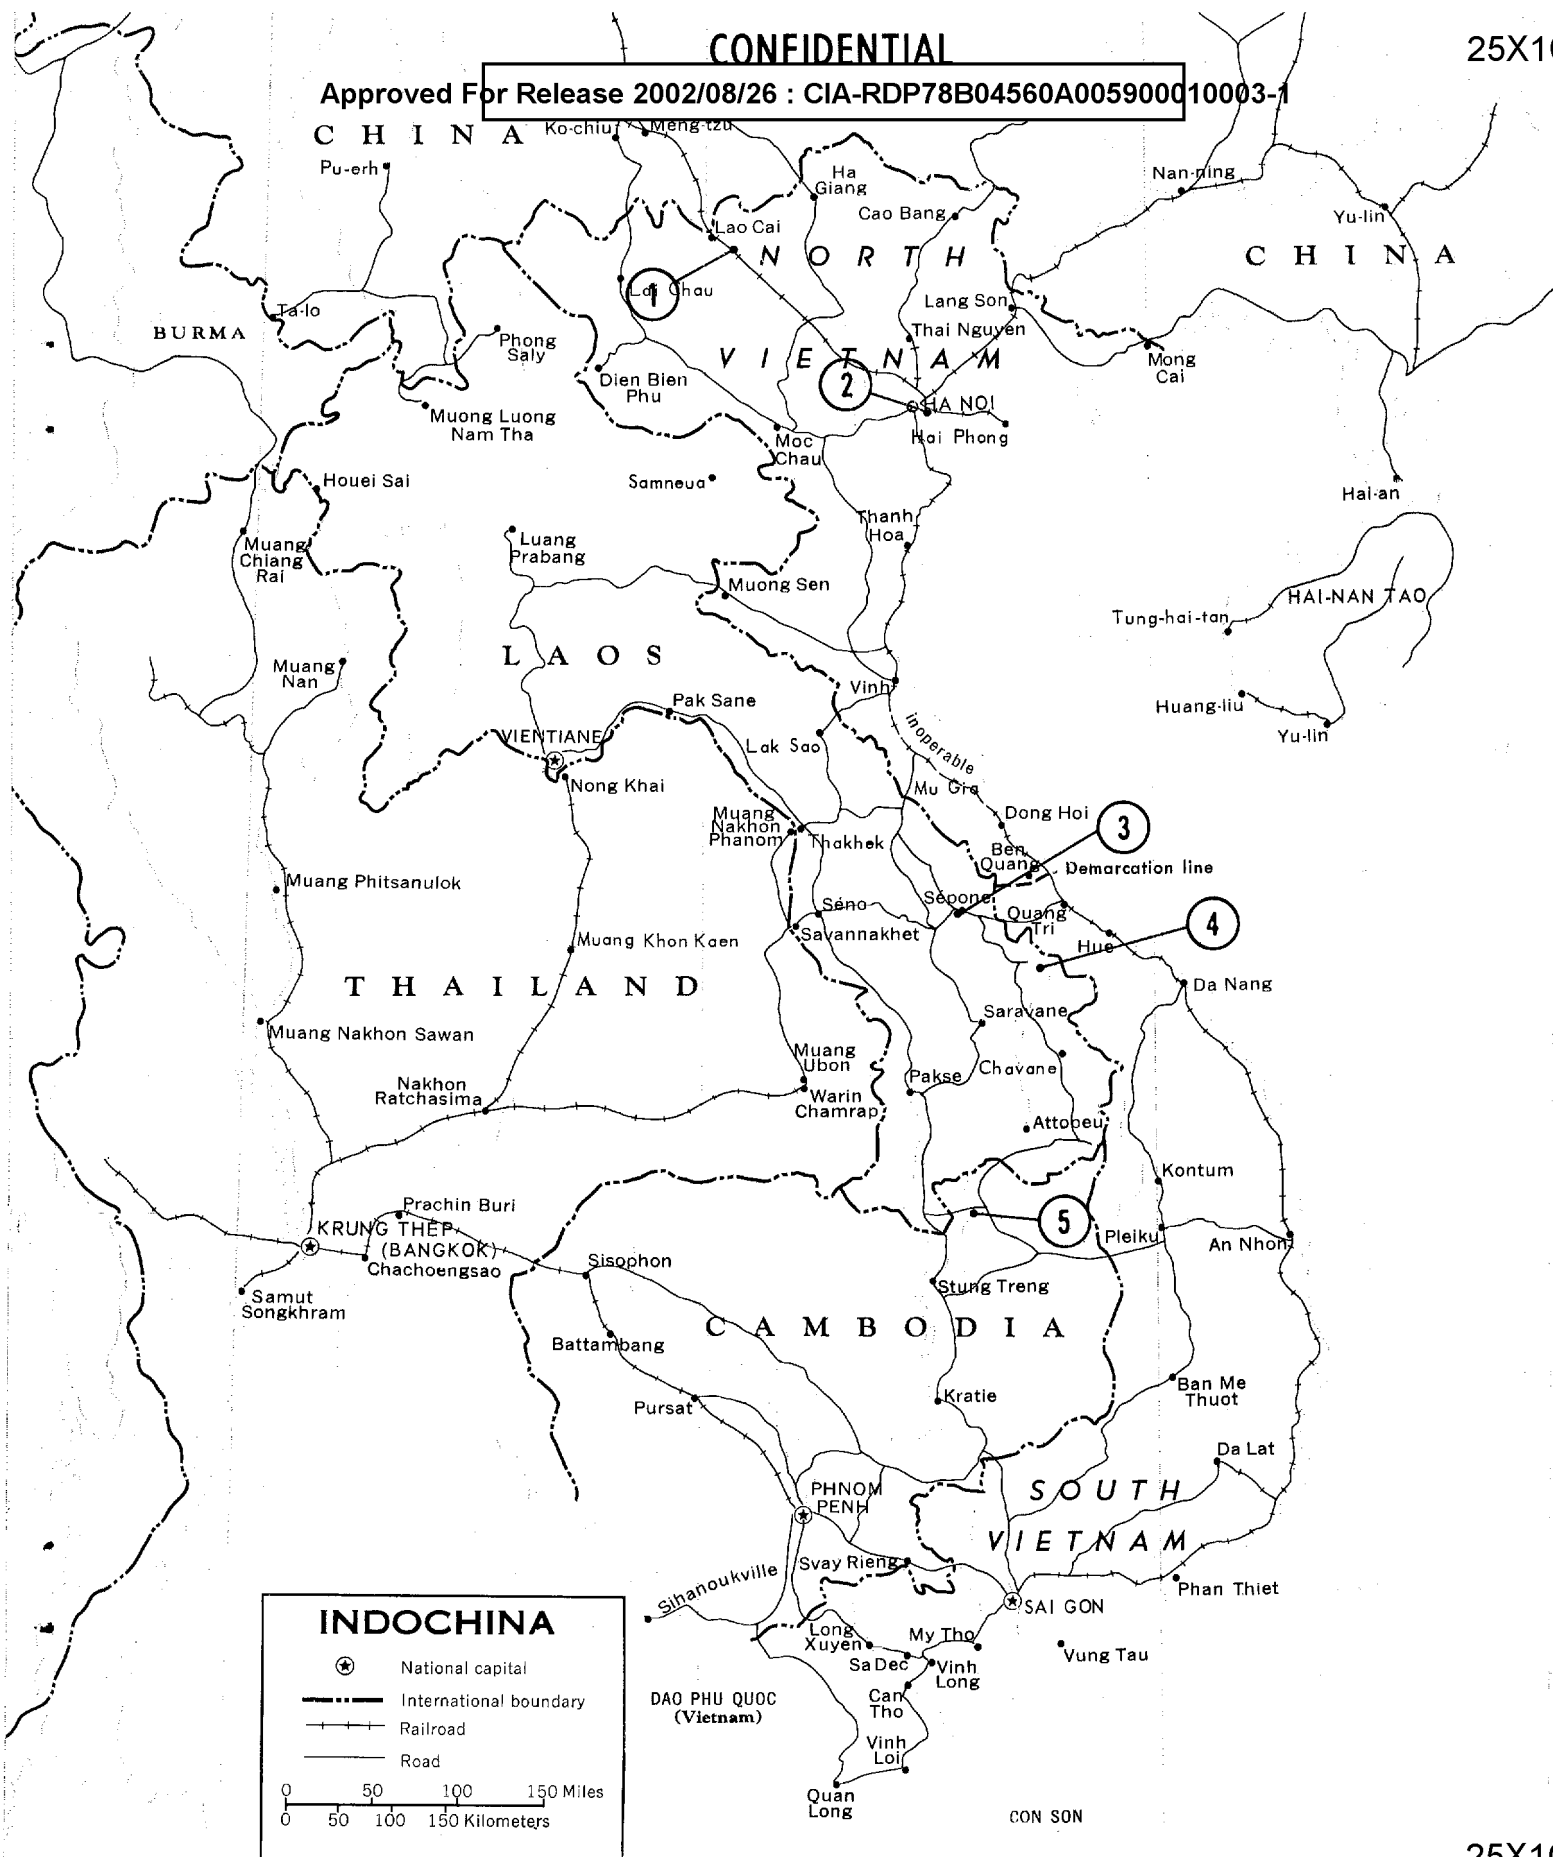 CONFIDENTIAL
25X1
Approved For Release 2002/08/26 : CIA-RDP78B04560A005900010003-1
CHINA
Ko-chiu
Meng-tzu
Pu-erh
Ha
Giang
Cao Bang
Nan-ning
Yu-lin
Lao Cai
NORTH
CHINA
1
Lai Chau
Lang Son
Ta-lo
BURMA
Phong
Saly
Thai Nguyen
VIETNAM
Mong
Cai
Dien Bien
Phu
2
HA NOI
Muong Luong
Nam Tha
Moc
Chau
Hai Phong
Houei Sai
Samneua
Hai-an
Thanh
Hoa
Muang
Chiang
Rai
Luang
Prabang
Muong Sen
HAI-NAN TAO
Tung-hai-tan
LAOS
Muang
Nan
Vinh
Pak Sane
Huang-liu
Yu-lin
inoperable
VIENTIANE
Lak Sao
Nong Khai
Mu Gia
Muang
Nakhon
Phanom
Thakhek
Dong Hoi
3
Ben
Quang
Demarcation line
Muang Phitsanulok
Séno
Sépone
Quang
Tri
4
Savannakhet
Muang Khon Kaen
Hue
THAILAND
Da Nang
Saravane
Muang Nakhon Sawan
Muang
Ubon
Chavane
Nakhon
Ratchasima
Pakse
Warin
Chamrap
Attopeu
Kontum
Prachin Buri
5
KRUNG THEP
(BANGKOK)
Pleiku
An Nhon
Chachoengsao
Sisophon
Samut
Songkhram
Stung Treng
CAMBODIA
Battambang
Ban Me
Thuot
Kratie
Pursat
Da Lat
PHNOM
PENH
SOUTH
VIETNAM
Svay Rieng
Sihanoukville
Phan Thiet
SAI GON
Long
Xuyen
My Tho
Vung Tau
Sa Dec
Vinh
Long
Can
Tho
DAO PHU QUOC
(Vietnam)
Vinh
Loi
Quan
Long
CON SON
INDOCHINA
National capital
International boundary
Railroad
Road
0 50 100 150 Miles
0 50 100 150 Kilometers
25X1